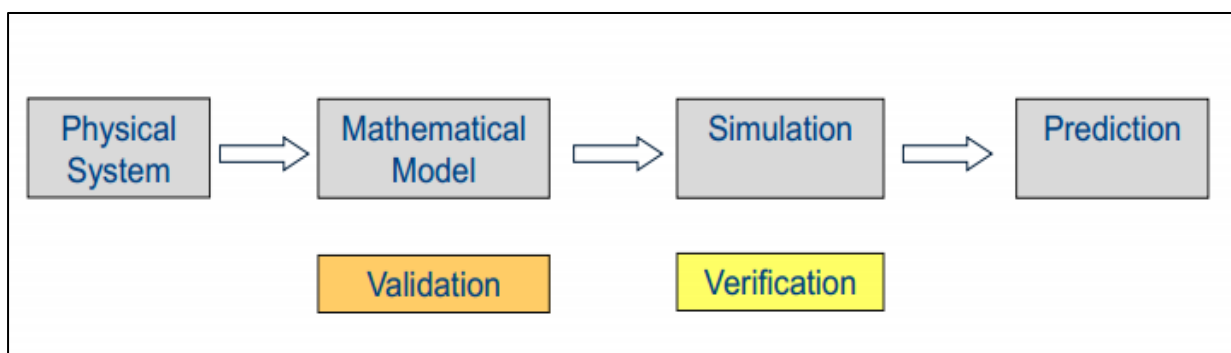 Physical
System
Mathematical
Model
Simulation
Prediction
Validation
Verification